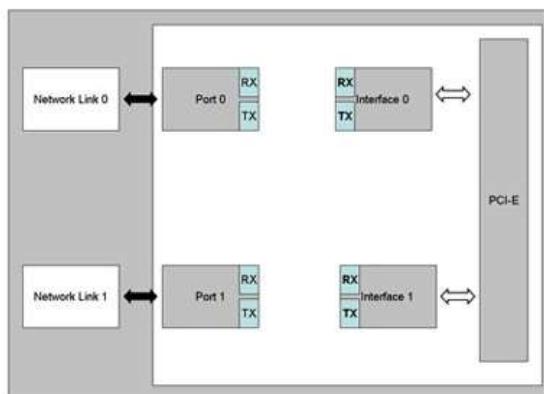 Network Link 0
Port 0
RX
TX
RX
TX
Interface 0
PCI-E
Network Link 1
Port 1
RX
TX
RX
TX
Interface 1